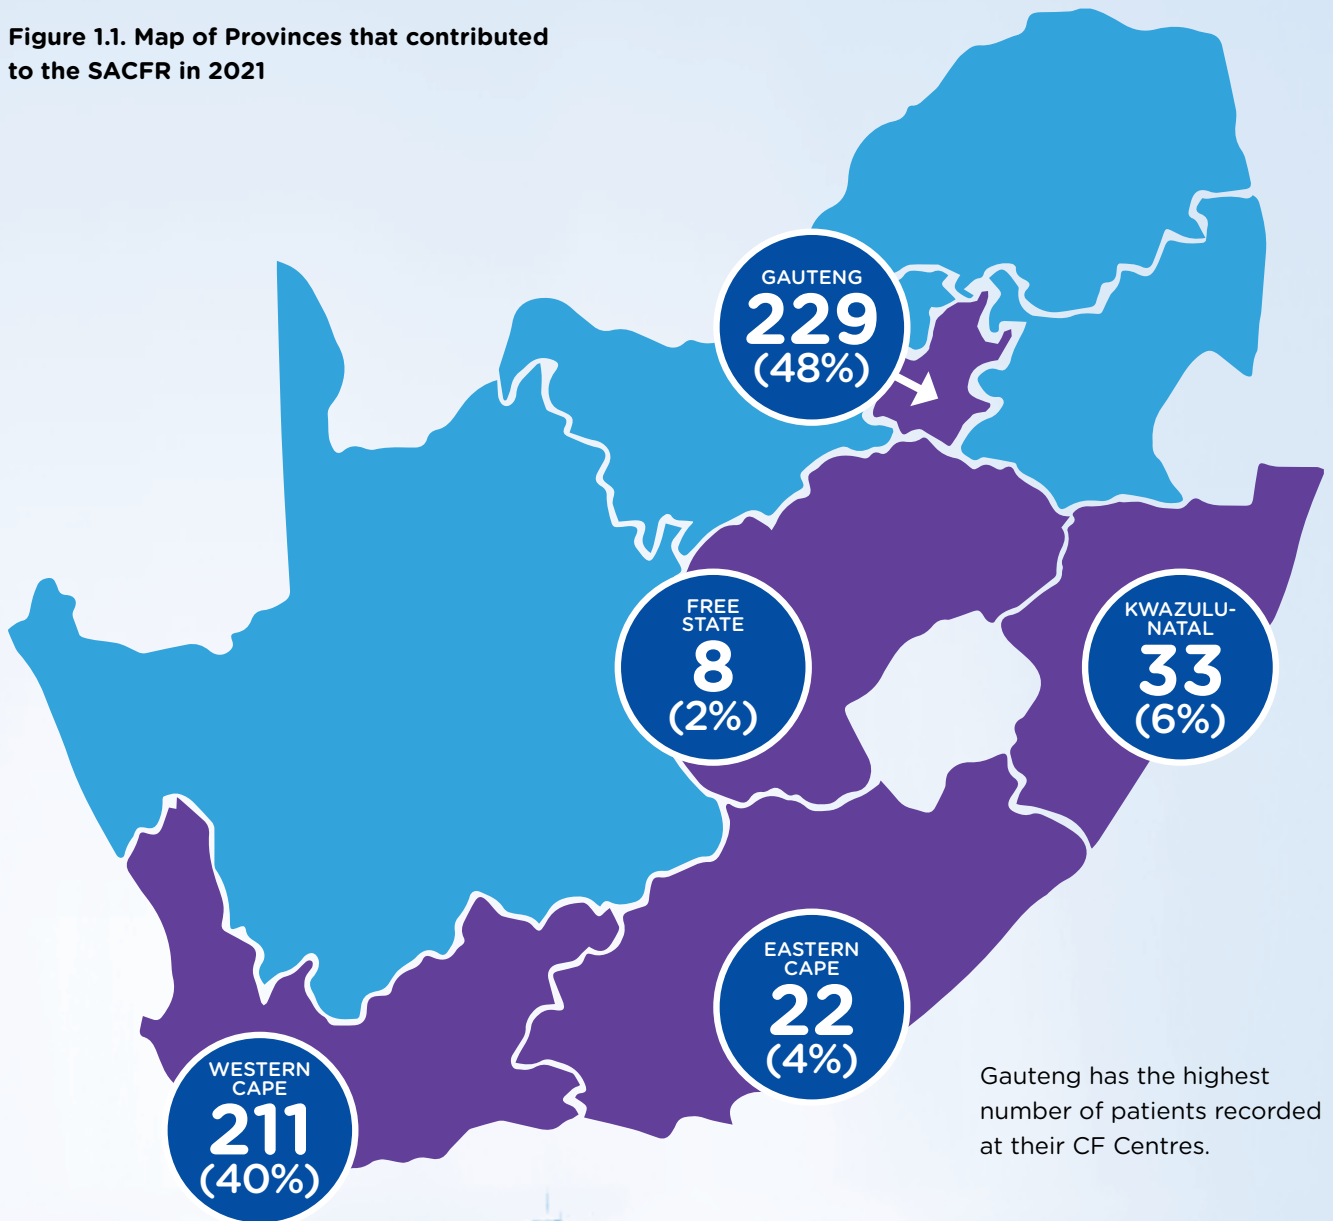 Figure 1.1. Map of Provinces that contributed
to the SACFR in 2021
GAUTENG
229
(48%)
FREE
STATE
8
(2%)
KWAZULU-
NATAL
33
(6%)
EASTERN
CAPE
22
(4%)
WESTERN
CAPE
211
(40%)
Gauteng has the highest
number of patients recorded
at their CF Centres.